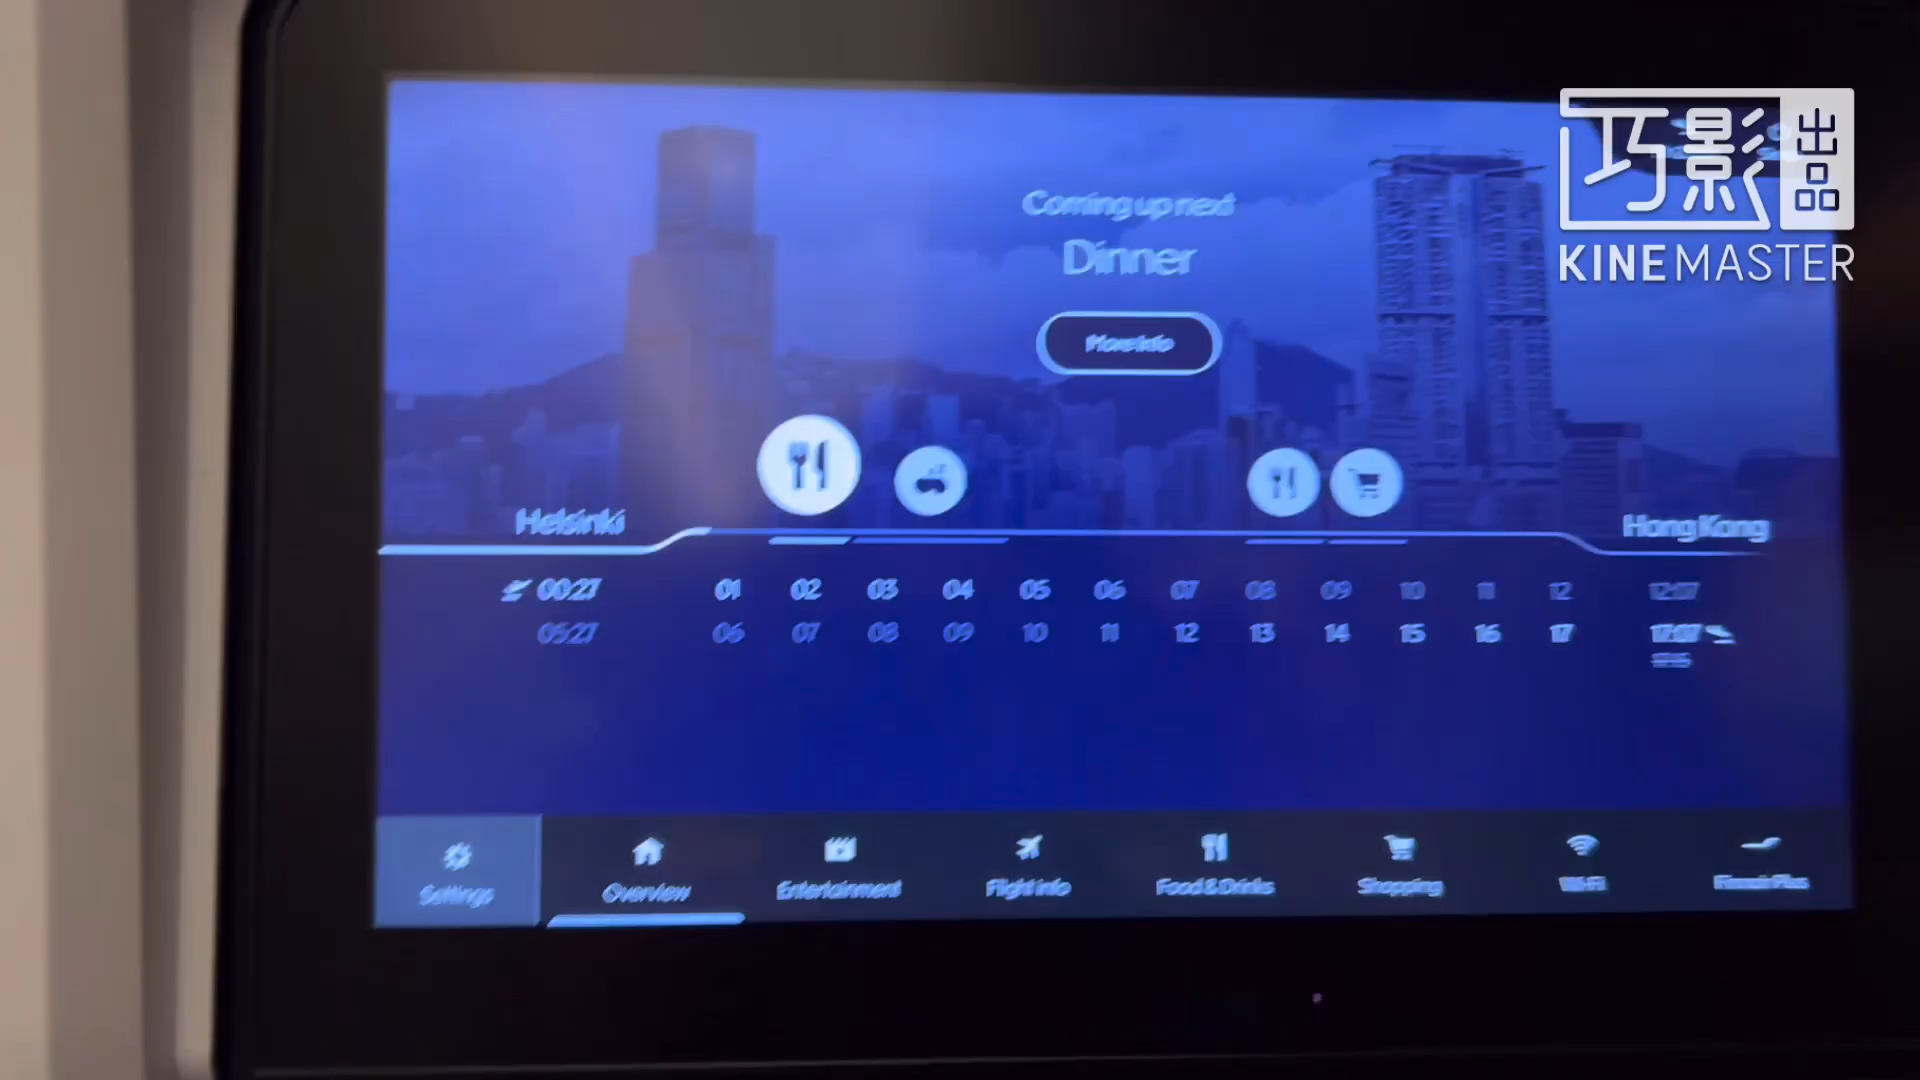 巧影 出品
KINEMASTER
Coming up next
Dinner
More info
Helsinki
Hong Kong
00:27 01 02 03 04 05 06 07 08 09 10 11 12 12:07
05:27 06 07 08 09 10 11 12 13 14 15 16 17 17:07
Settings Overview Entertainment Flight info Food & Drinks Shopping Wi-Fi Finnair Plus